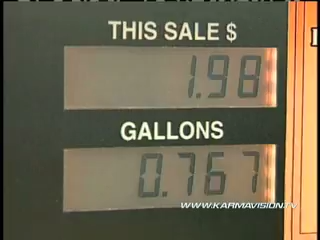 THIS SALE $
1.98
GALLONS
0.767
WWW.KARMAVISION.TV